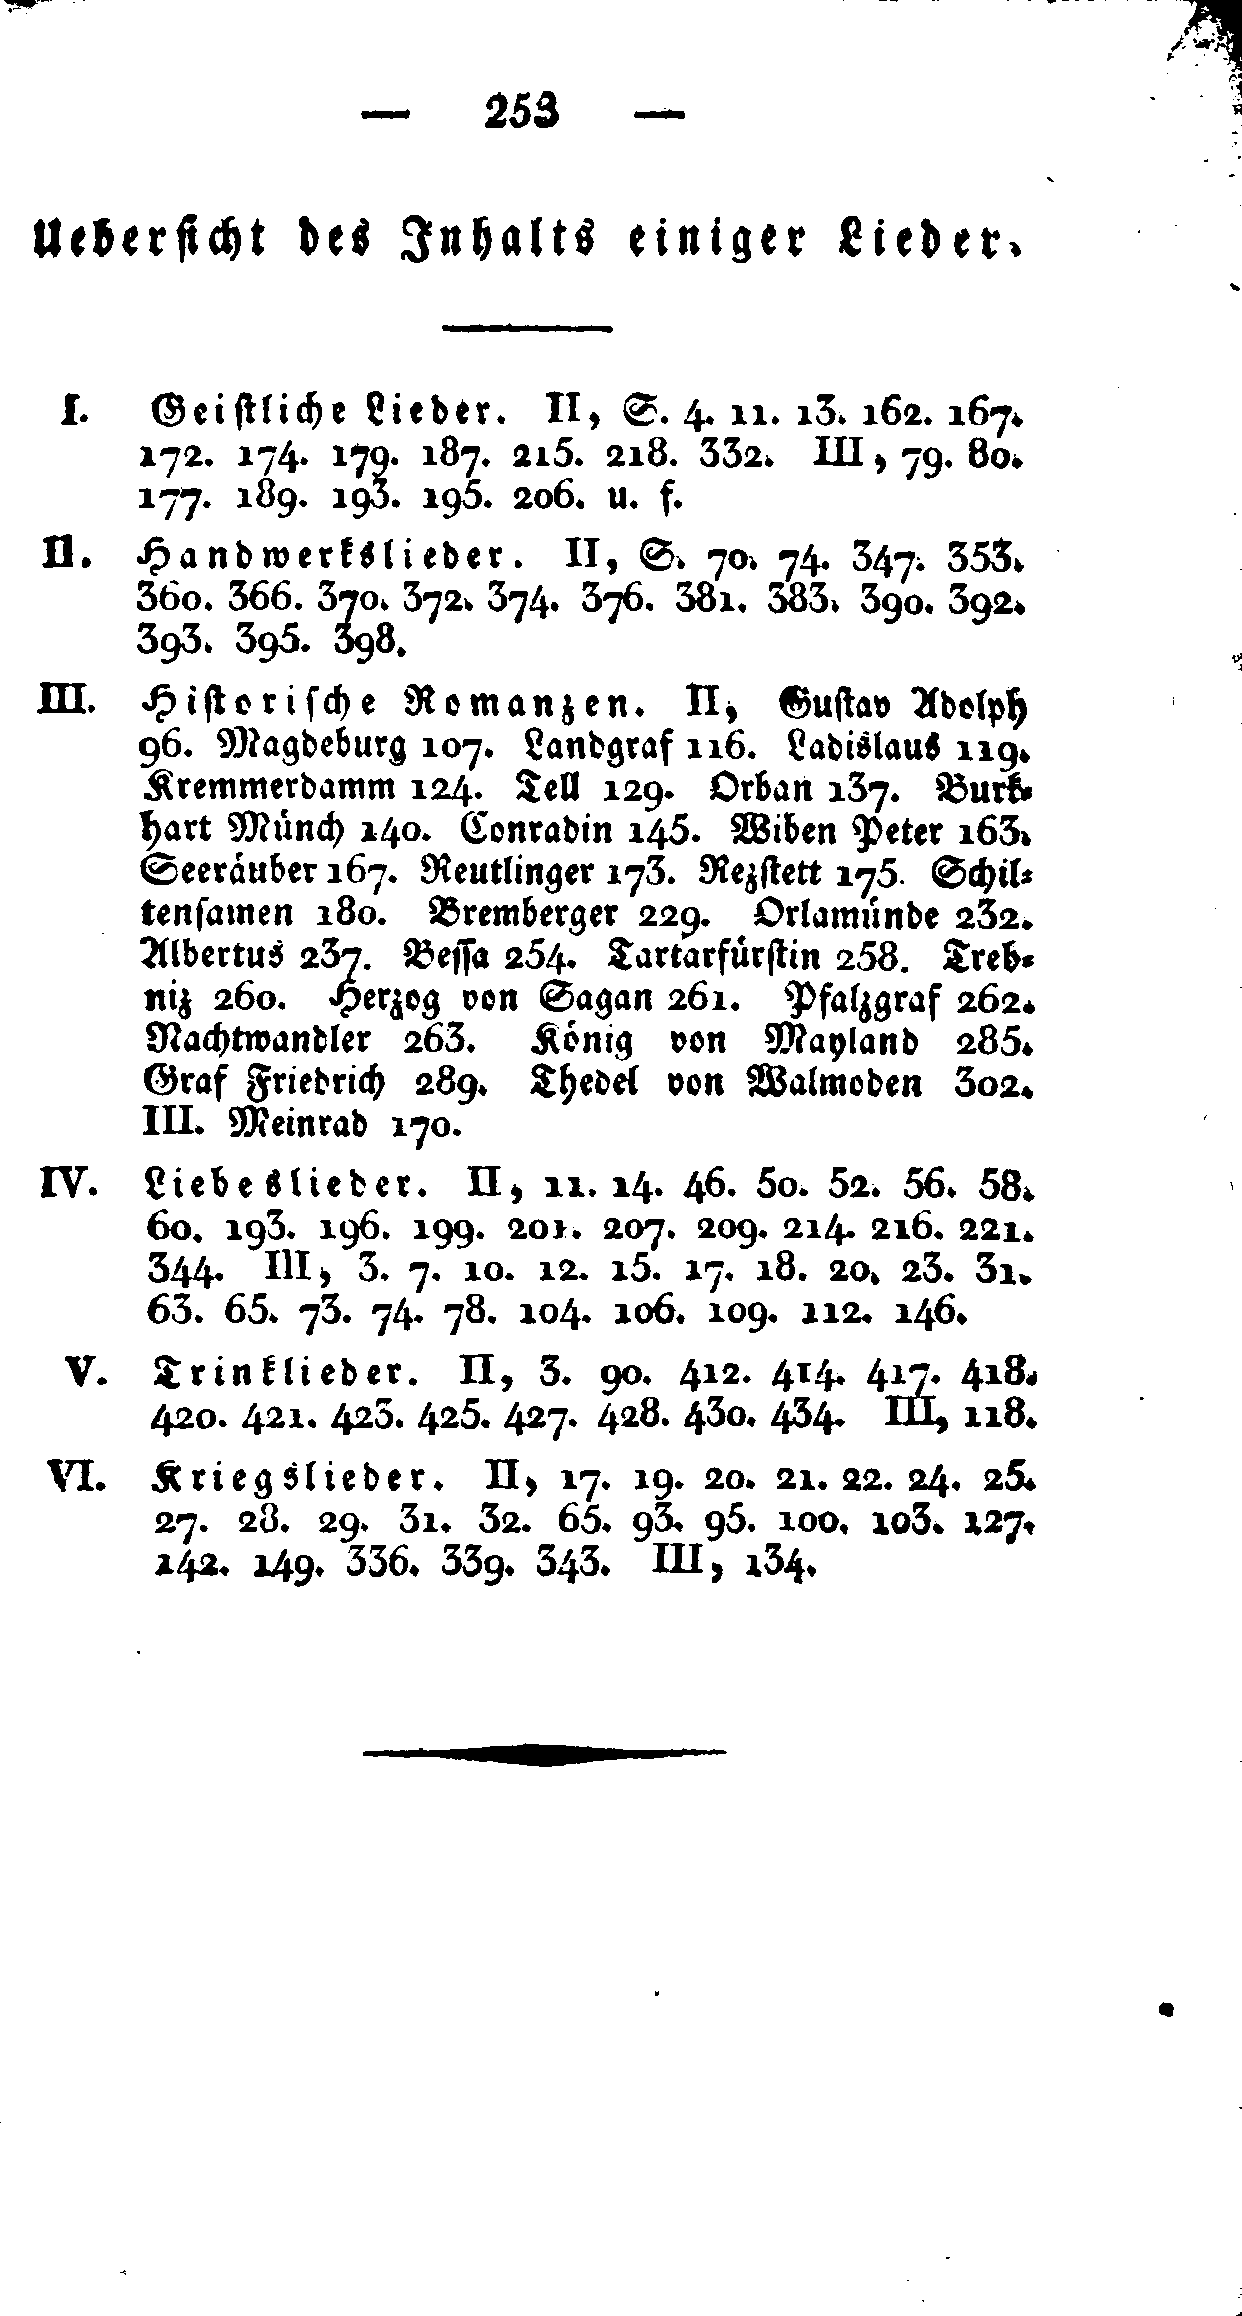 — 253 —
Ueberſicht des Inhalts einiger Lieder.
I. Geiſtliche Lieder. II, S. 4. 11. 13. 162. 167.
172. 174. 179. 187. 215. 218. 332. III, 79. 80.
177. 189. 193. 195. 206. u. f.
II. Handwerkslieder. II, S. 70. 74. 347. 353.
360. 366. 370. 372. 374. 376. 381. 383. 390. 392.
393. 395. 398.
III. Hiſtoriſche Romanzen. II, Guſtav Adolph
96. Magdeburg 107. Landgraf 116. Ladislaus 119.
Kremmerdamm 124. Tell 129. Orban 137. Burk⸗
hart Münch 140. Conradin 145. Wiben Peter 163.
Seeräuber 167. Reutlinger 173. Rezſtett 175. Schil⸗
tenſamen 180. Bremberger 229. Orlamünde 232.
Albertus 237. Beſſa 254. Tartarfürſtin 258. Treb⸗
niz 260. Herzog von Sagan 261. Pfalzgraf 262.
Nachtwandler 263. König von Mayland 285.
Graf Friedrich 289. Thedel von Walmoden 302.
III. Meinrad 170.
IV. Liebeslieder. II, 11. 14. 46. 50. 52. 56. 58.
60. 193. 196. 199. 201. 207. 209. 214. 216. 221.
344. III, 3. 7. 10. 12. 15. 17. 18. 20. 23. 31.
63. 65. 73. 74. 78. 104. 106. 109. 112. 146.
V. Trinklieder. II, 3. 90. 412. 414. 417. 418.
420. 421. 423. 425. 427. 428. 430. 434. III, 118.
VI. Kriegslieder. II, 17. 19. 20. 21. 22. 24. 25.
27. 28. 29. 31. 32. 65. 93. 95. 100. 103. 127.
142. 149. 336. 339. 343. III, 134.